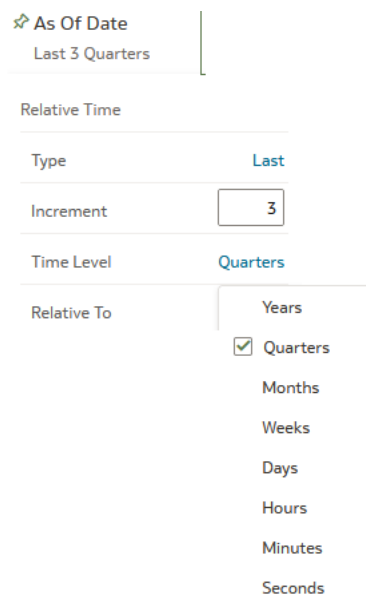 As Of Date
Last 3 Quarters
Relative Time
Type Last
Increment 3
Time Level Quarters
Relative To
Years
Quarters
Months
Weeks
Days
Hours
Minutes
Seconds